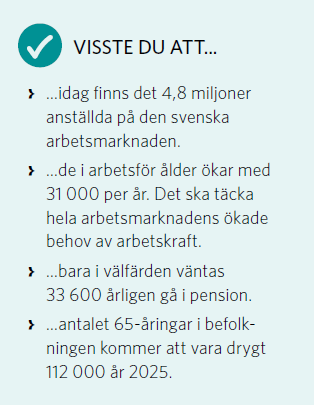 VISSTE DU ATT...
› ...idag finns det 4,8 miljoner
anställda på den svenska
arbetsmarknaden.
› ...de i arbetsför ålder ökar med
31 000 per år. Det ska täcka
hela arbetsmarknadens ökade
behov av arbetskraft.
› ...bara i välfärden väntas
33 600 årligen gå i pension.
› ...antalet 65-åringar i befolk-
ningen kommer att vara drygt
112 000 år 2025.